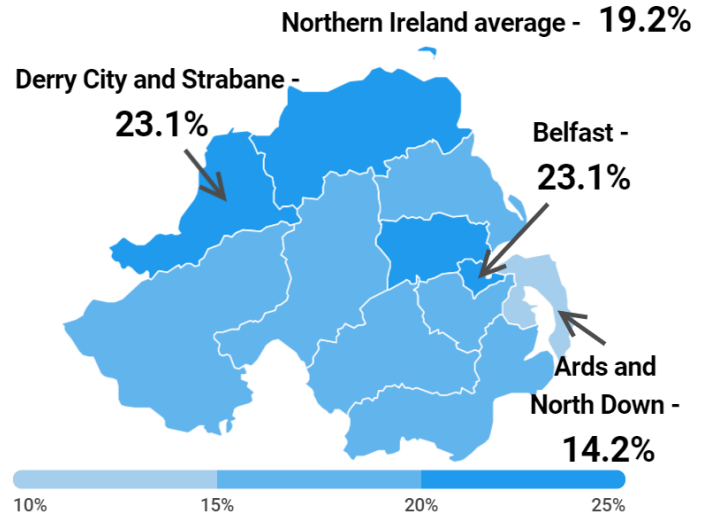 Northern Ireland average - 19.2%
Derry City and Strabane -
23.1%
Belfast -
23.1%
Ards and
North Down -
14.2%
10% 15% 20% 25%